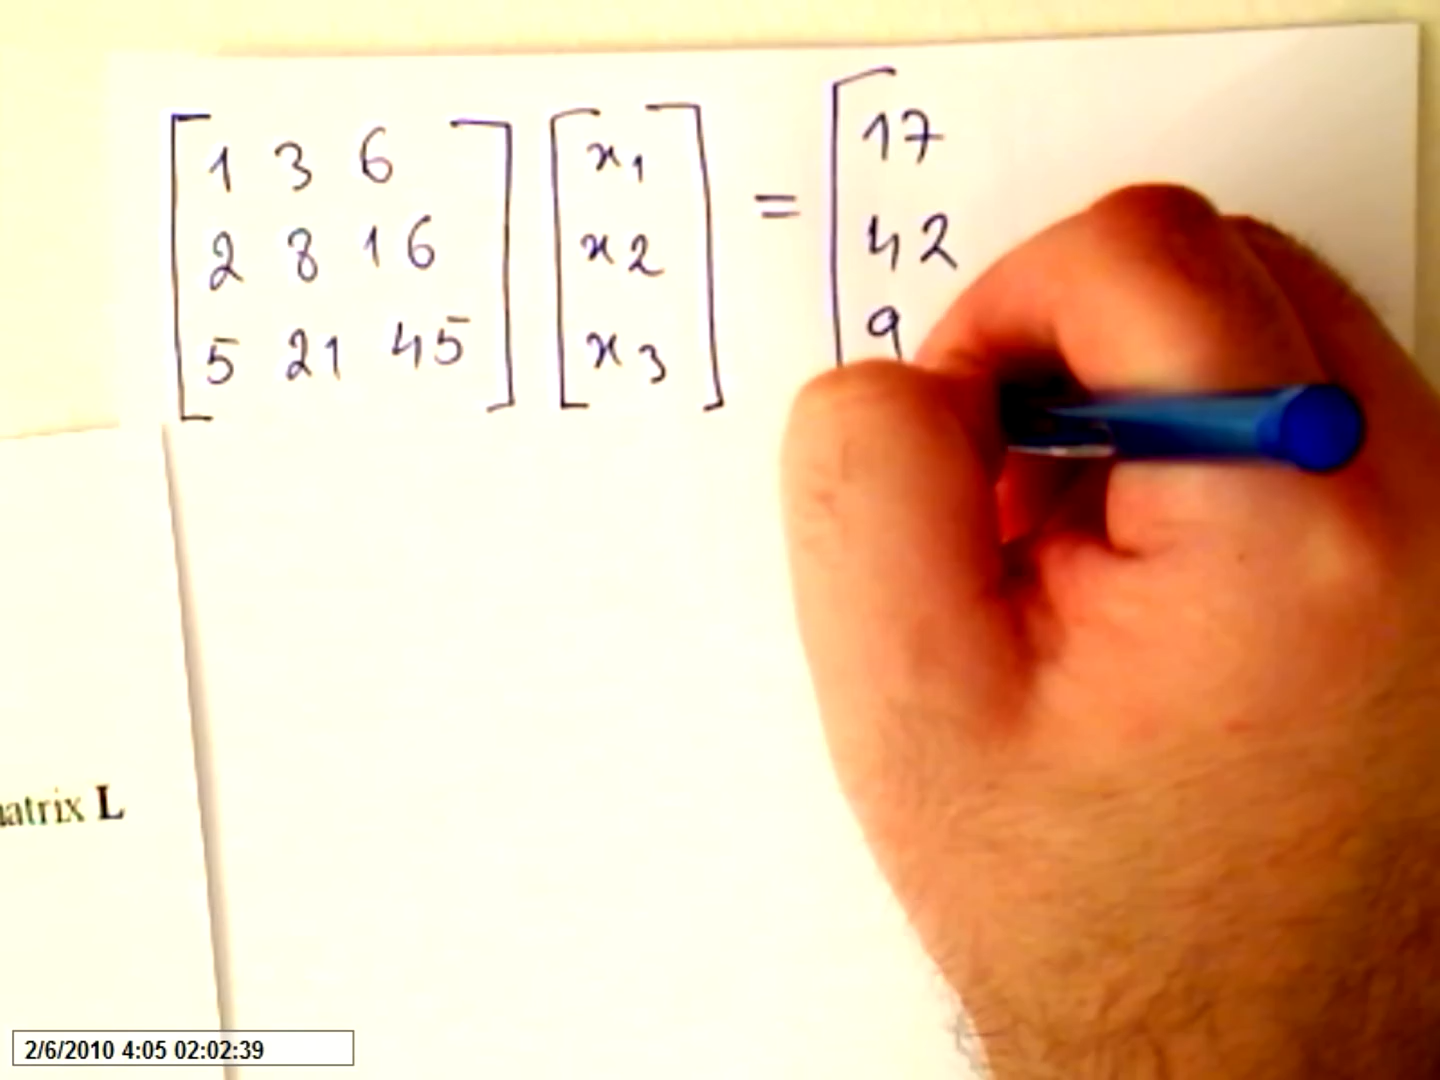 1 3 6 x1 = 17
2 8 16 x2 42
5 21 45 x3 9
matrix L
2/6/2010 4:05 02:02:39